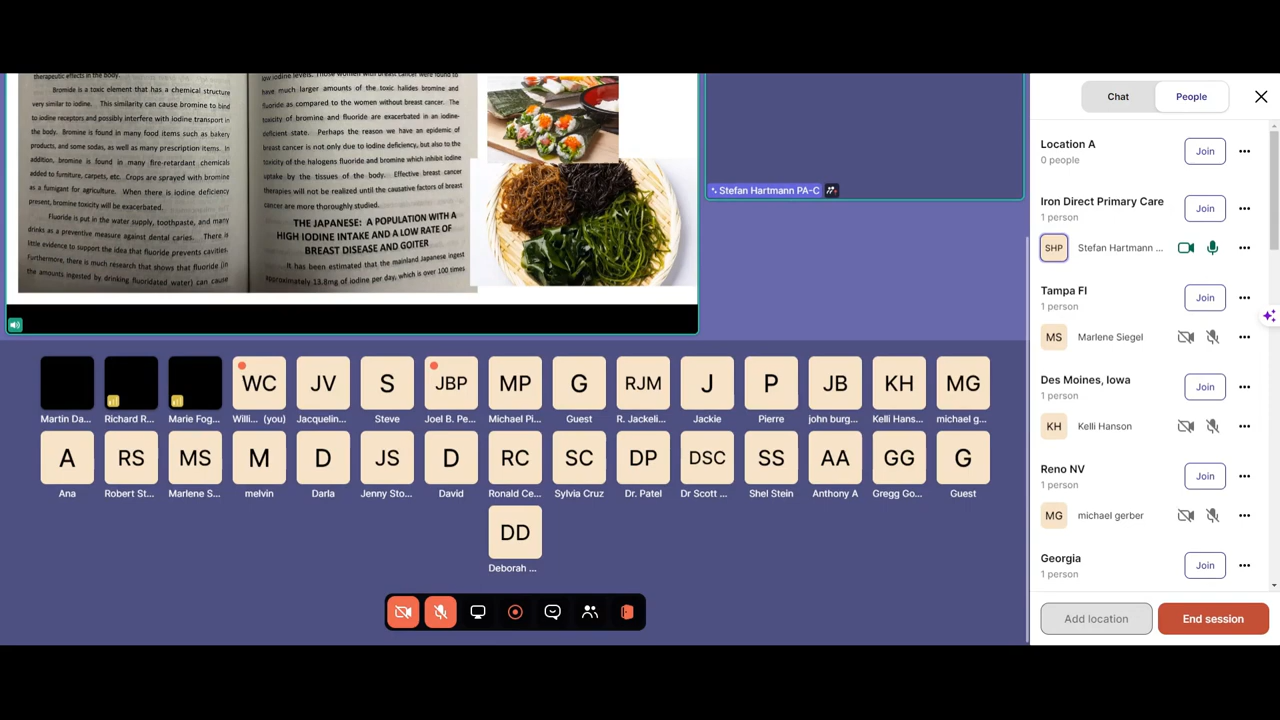 therapeutic effects in the body.
Bromide is a toxic element that has a chemical structure
very similar to iodine. This similarity can cause bromine to bind
to iodine receptors and possibly interfere with iodine transport in
the body. Bromine is found in many food items such as bakery
products, and some sodas, as well as many prescription items. In
addition, bromine is found in many fire-retardant chemicals
added to furniture, carpets, etc. Crops are sprayed with bromine
as a fumigant for agriculture. When there is iodine deficiency
present, bromine toxicity will be exacerbated.
Fluoride is put in the water supply, toothpaste, and many
drinks as a preventive measure against dental caries. There is
little evidence to support the idea that fluoride prevents cavities.
Furthermore, there is much research that shows that fluoride (in
the amounts ingested by drinking fluoridated water) can cause
low iodine levels. Those women with breast cancer were found to
have much larger amounts of the toxic halides bromine and
fluoride as compared to the women without breast cancer. The
toxicity of bromine and fluoride are exacerbated in an iodine-
deficient state. Perhaps the reason we have an epidemic of
breast cancer is not only due to iodine deficiency, but also to the
toxicity of the halogens fluoride and bromine which inhibit iodine
uptake by the tissues of the body. Effective breast cancer
therapies will not be realized until the causative factors of breast
cancer are more thoroughly studied.
THE JAPANESE: A POPULATION WITH A
HIGH IODINE INTAKE AND A LOW RATE OF
BREAST DISEASE AND GOITER
It has been estimated that the mainland Japanese ingest
approximately 13.8mg of iodine per day, which is over 100 times
Stefan Hartmann PA-C
Martin Da...
Richard R...
Marie Fog...
WC
Willi... (you)
JV
Jacquelin...
S
Steve
JBP
Joel B. Pe...
MP
Michael Pi...
G
Guest
RJM
R. Jackeli...
J
Jackie
P
Pierre
JB
john burg...
KH
Kelli Hans...
MG
michael g...
A
Ana
RS
Robert St...
MS
Marlene S...
M
melvin
D
Darla
JS
Jenny Sto...
D
David
RC
Ronald Ce...
SC
Sylvia Cruz
DP
Dr. Patel
DSC
Dr Scott ...
SS
Shel Stein
AA
Anthony A
GG
Gregg Go...
G
Guest
DD
Deborah ...
Chat
People
Location A
0 people
Join
Iron Direct Primary Care
1 person
Join
SHP
Stefan Hartmann ...
Tampa Fl
1 person
Join
MS
Marlene Siegel
Des Moines, Iowa
1 person
Join
KH
Kelli Hanson
Reno NV
1 person
Join
MG
michael gerber
Georgia
1 person
Join
Add location
End session